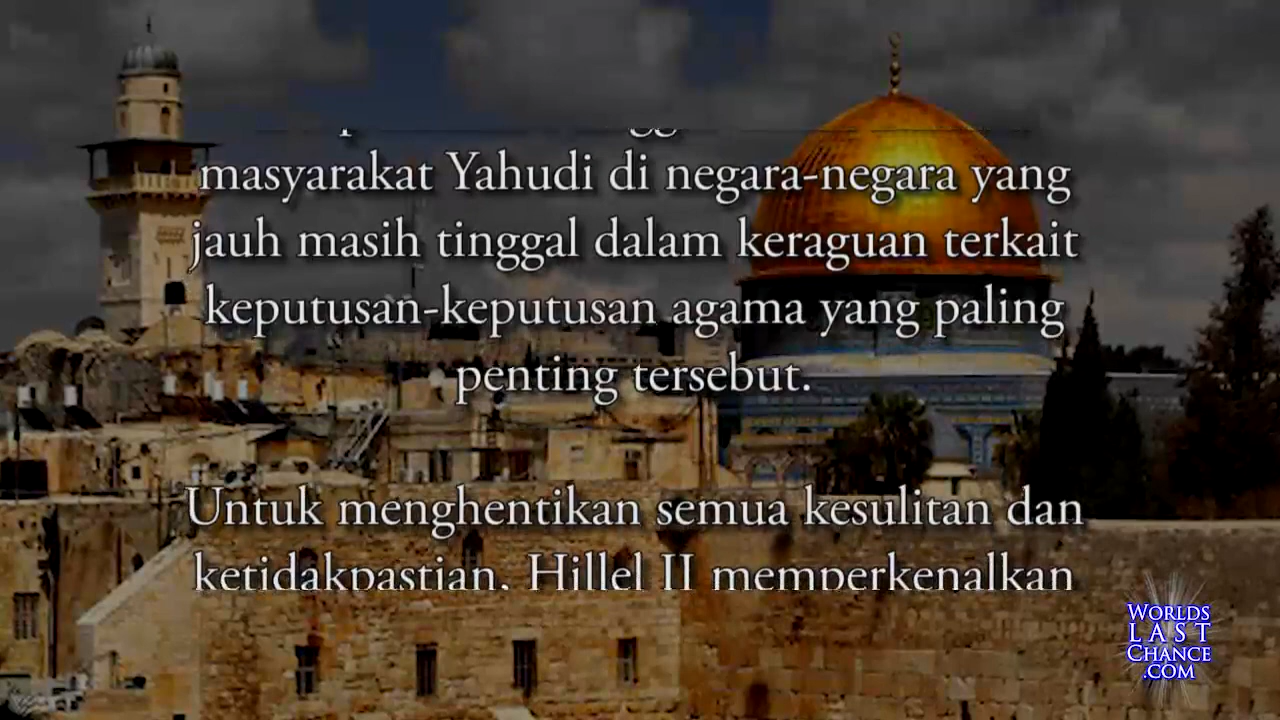 masyarakat Yahudi di negara-negara yang
jauh masih tinggal dalam keraguan terkait
keputusan-keputusan agama yang paling
penting tersebut.
Untuk menghentikan semua kesulitan dan
ketidakpastian, Hillel II memperkenalkan
WORLDS
LAST
CHANCE
.COM